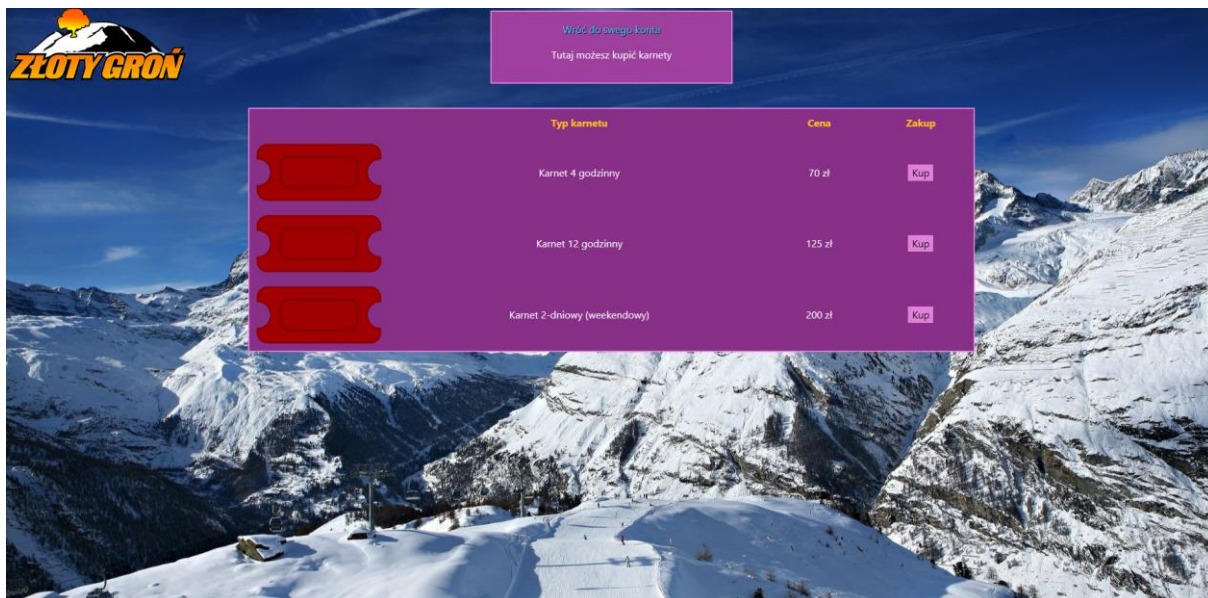 ZŁOTY GROŃ
Wróć do swego konta
Tutaj możesz kupić karnety
Typ karnetu Cena Zakup
Karnet 4 godzinny 70 zł Kup
Karnet 12 godzinny 125 zł Kup
Karnet 2-dniowy (weekendowy) 200 zł Kup